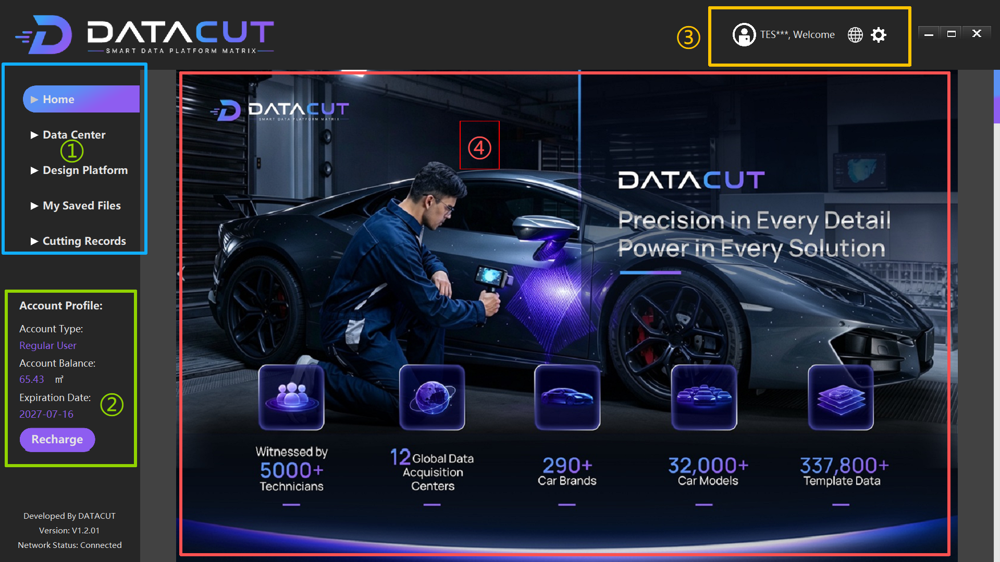 DATACUT
SMART DATA PLATFORM MATRIX
③
TES***, Welcome
Home
Data Center
①
Design Platform
My Saved Files
Cutting Records
Account Profile:
Account Type:
Regular User
Account Balance:
65.43 ㎡
Expiration Date:
②
2027-07-16
Recharge
Developed By DATACUT
Version: V1.2.01
Network Status: Connected
DATACUT
SMART DATA PLATFORM MATRIX
④
DATACUT
Precision in Every Detail
Power in Every Solution
Witnessed by
5000+
Technicians
12 Global Data
Acquisition
Centers
290+
Car Brands
32,000+
Car Models
337,800+
Template Data